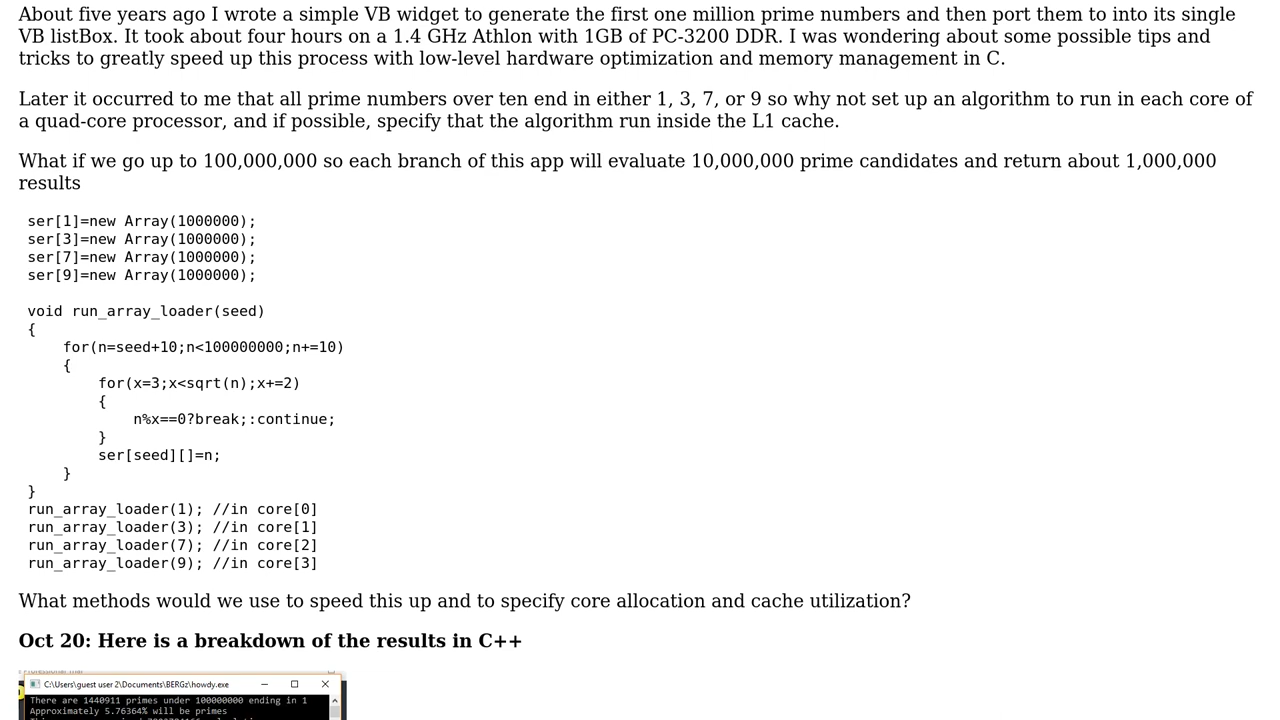 About five years ago I wrote a simple VB widget to generate the first one million prime numbers and then port them to into its single
VB listBox. It took about four hours on a 1.4 GHz Athlon with 1GB of PC-3200 DDR. I was wondering about some possible tips and
tricks to greatly speed up this process with low-level hardware optimization and memory management in C.
Later it occurred to me that all prime numbers over ten end in either 1, 3, 7, or 9 so why not set up an algorithm to run in each core of
a quad-core processor, and if possible, specify that the algorithm run inside the L1 cache.
What if we go up to 100,000,000 so each branch of this app will evaluate 10,000,000 prime candidates and return about 1,000,000
results
ser[1]=new Array(1000000);
ser[3]=new Array(1000000);
ser[7]=new Array(1000000);
ser[9]=new Array(1000000);
void run_array_loader(seed)
{
for(n=seed+10;n<100000000;n+=10)
{
for(x=3;x<sqrt(n);x+=2)
{
n%x==0?break;:continue;
}
ser[seed][]=n;
}
}
run_array_loader(1); //in core[0]
run_array_loader(3); //in core[1]
run_array_loader(7); //in core[2]
run_array_loader(9); //in core[3]
What methods would we use to speed this up and to specify core allocation and cache utilization?
Oct 20: Here is a breakdown of the results in C++
C:\Users\guest user 2\Documents\BERGz\howdy.exe
There are 1440911 primes under 100000000 ending in 1
Approximately 5.76364% will be primes